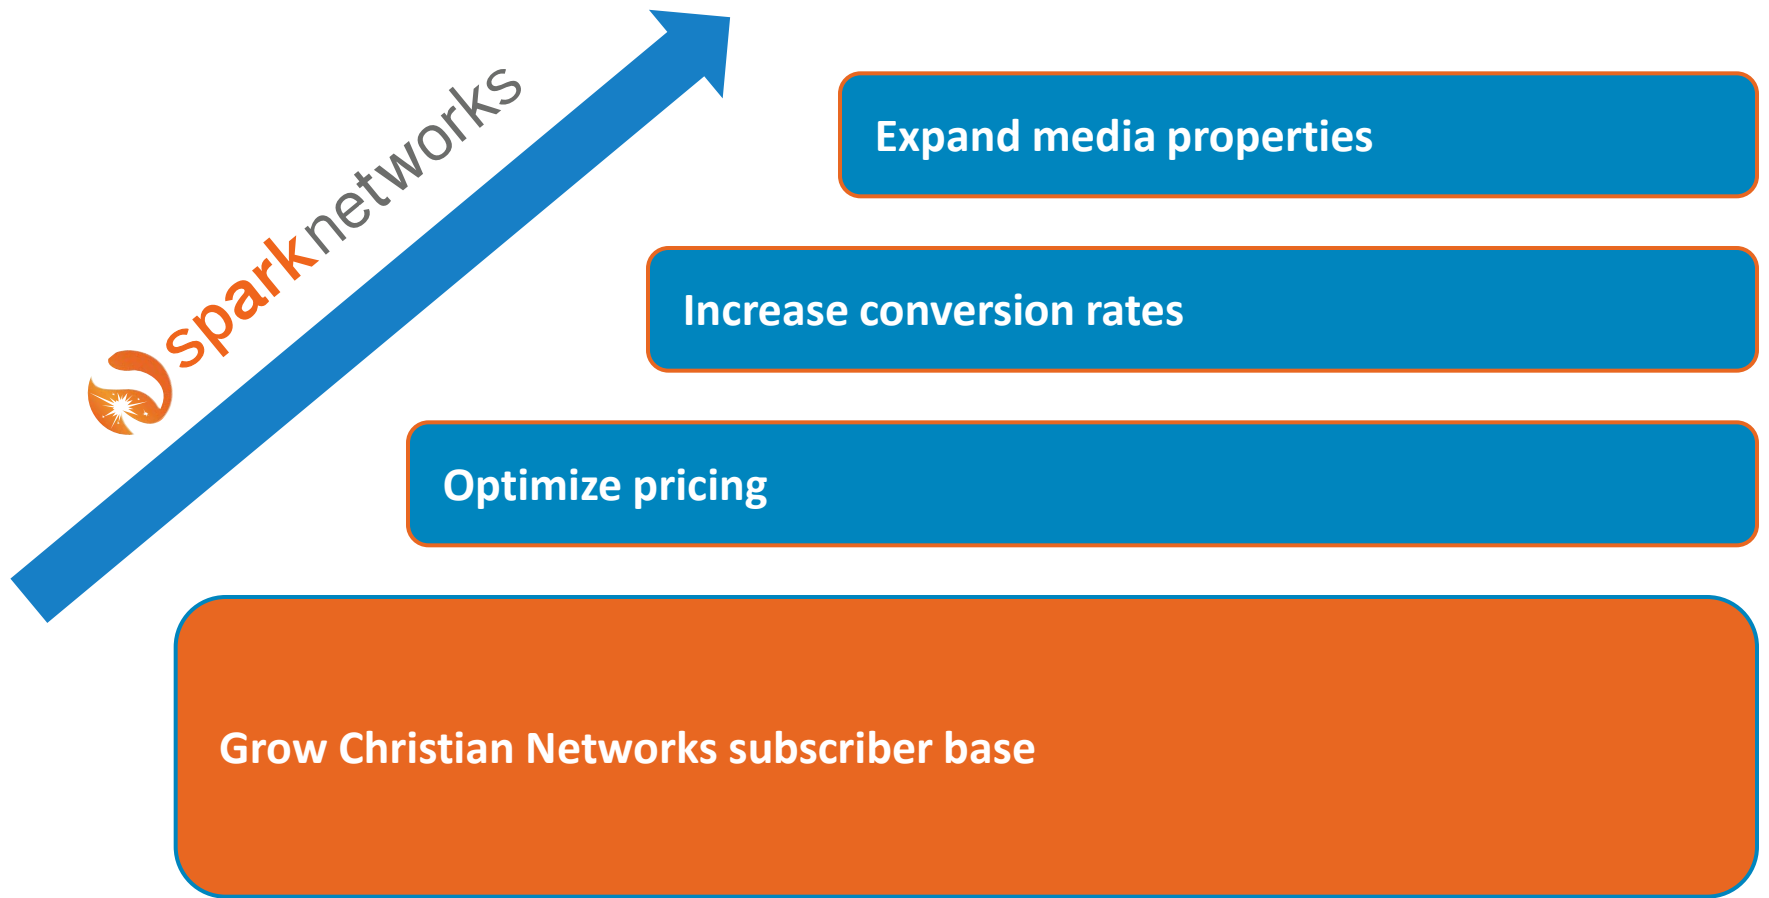 sparknetworks
Expand media properties
Increase conversion rates
Optimize pricing
Grow Christian Networks subscriber base